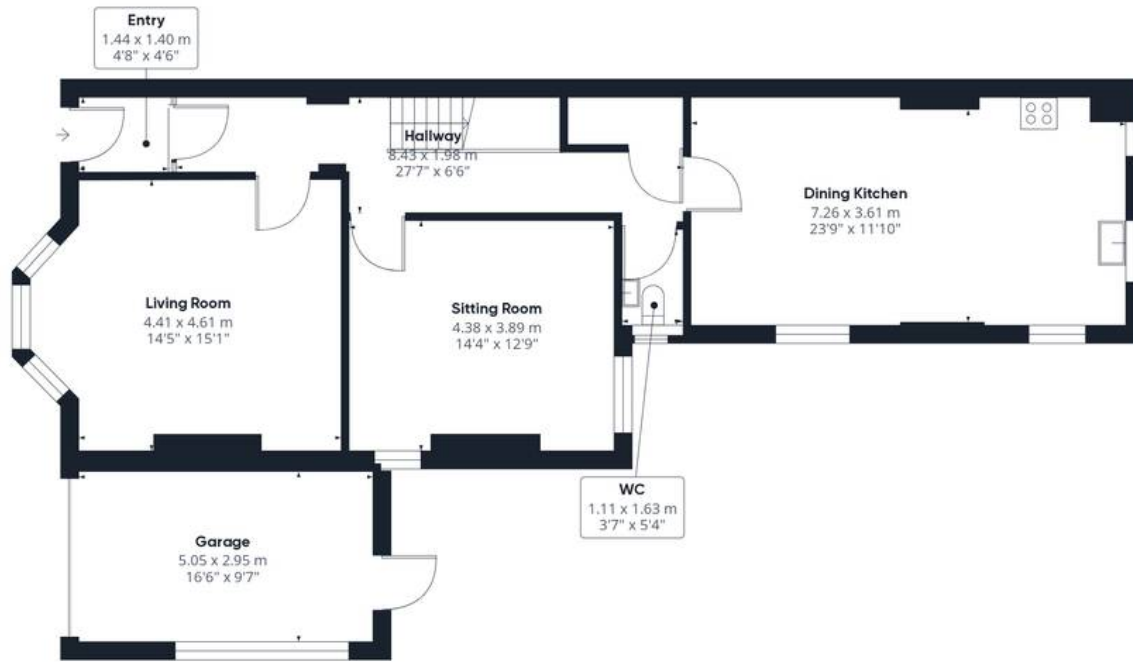 Entry
1.44 x 1.40 m
4'8" x 4'6"
Hallway
8.43 x 1.98 m
27'7" x 6'6"
Dining Kitchen
7.26 x 3.61 m
23'9" x 11'10"
Living Room
4.41 x 4.61 m
14'5" x 15'1"
Sitting Room
4.38 x 3.89 m
14'4" x 12'9"
WC
1.11 x 1.63 m
3'7" x 5'4"
Garage
5.05 x 2.95 m
16'6" x 9'7"